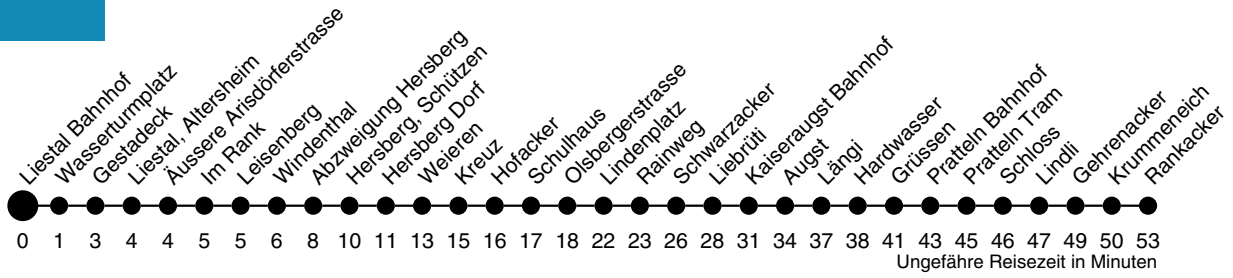 Liestal Bahnhof
Wasserturmplatz
Gestadeck
Liestal, Altersheim
Äussere Arisdörferstrasse
Im Rank
Leisenberg
Windenthal
Abzweigung Hersberg
Hersberg, Schützen
Hersberg Dorf
Weieren
Kreuz
Hofacker
Schulhaus
Olsbergerstrasse
Lindenplatz
Rainweg
Schwarzacker
Liebrüti
Kaiseraugst Bahnhof
Augst
Längi
Hardwasser
Grüssen
Pratteln Bahnhof
Pratteln Tram
Schloss
Lindli
Gehrenacker
Krummeneich
Rankacker
0 1 3 4 4 5 5 6 8 10 11 13 15 16 17 18 22 23 26 28 31 34 37 38 41 43 45 46 47 49 50 53
Ungefähre Reisezeit in Minuten